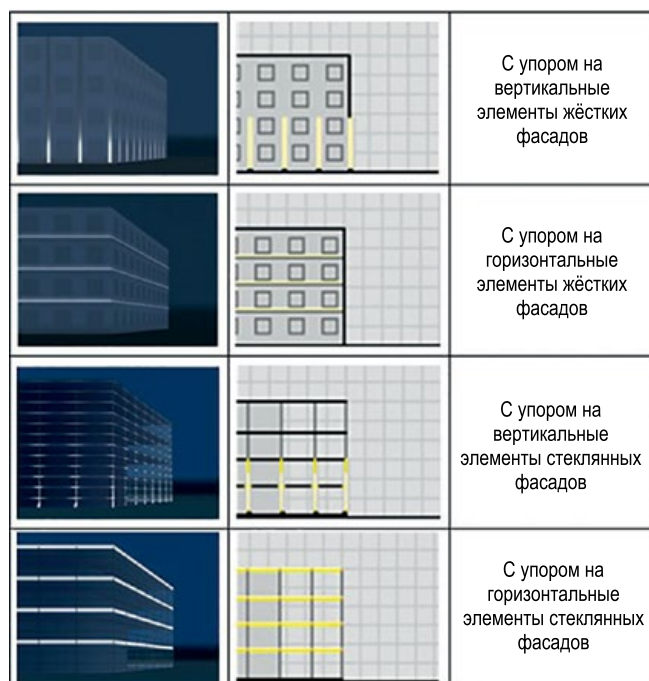 С упором на
вертикальные
элементы жёстких
фасадов
С упором на
горизонтальные
элементы жёстких
фасадов
С упором на
вертикальные
элементы стеклянных
фасадов
С упором на
горизонтальные
элементы стеклянных
фасадов